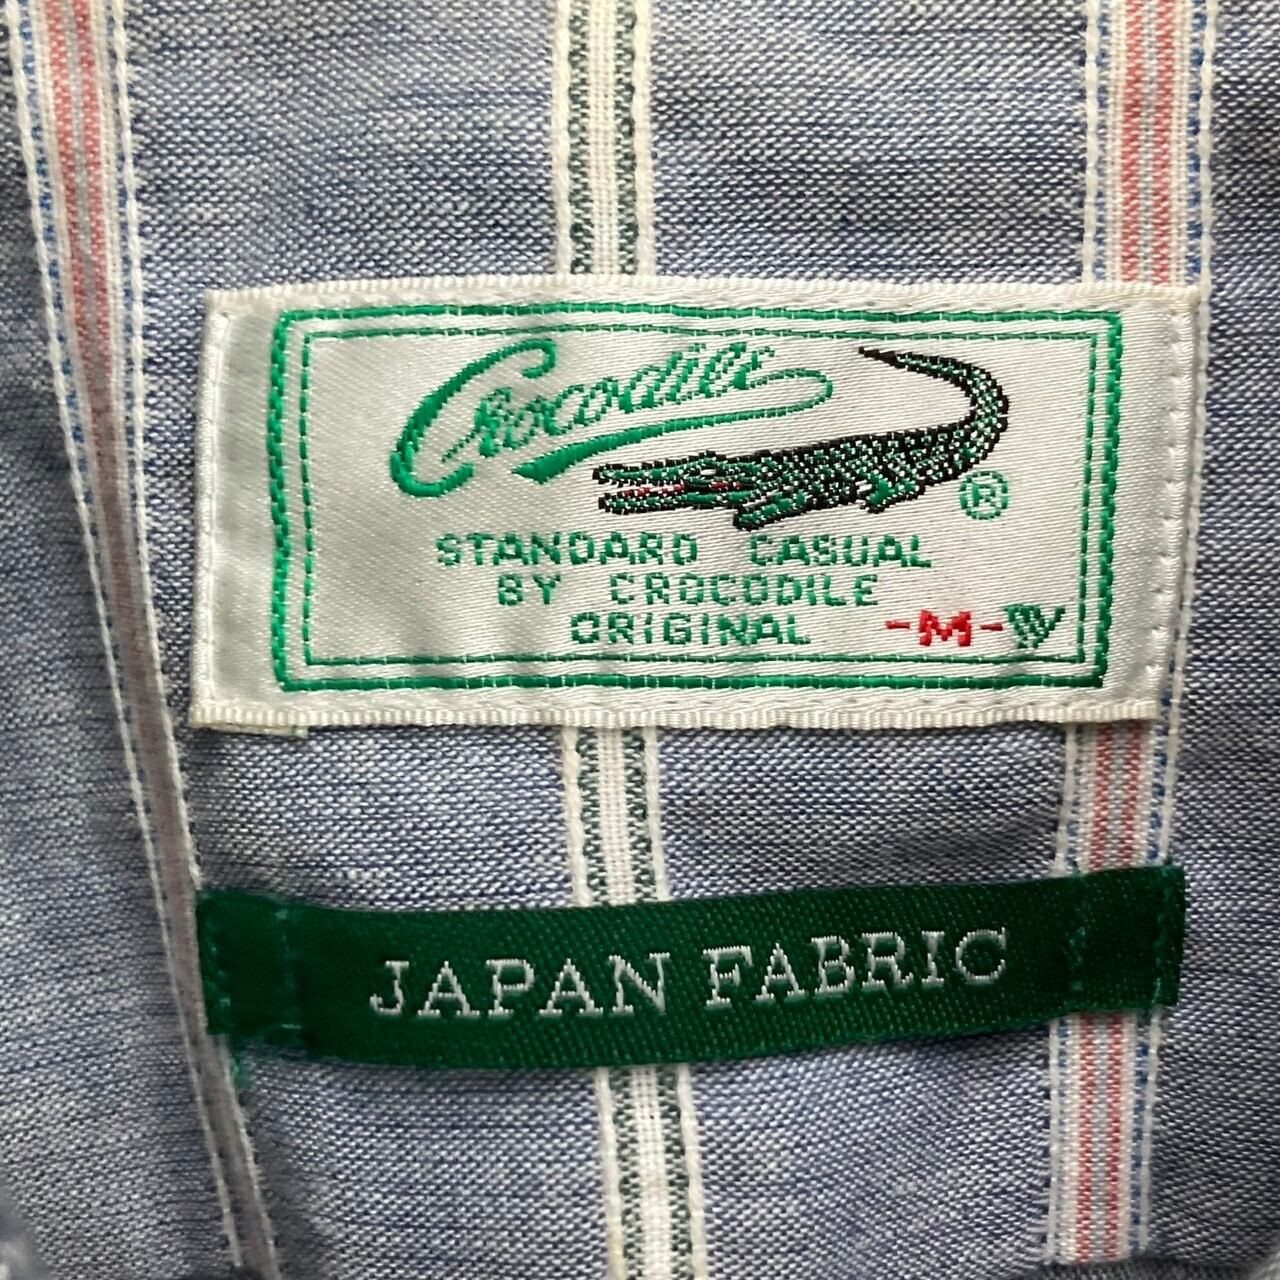 Crocodile
®
STANDARD CASUAL
BY CROCODILE
ORIGINAL -M-
JAPAN FABRIC